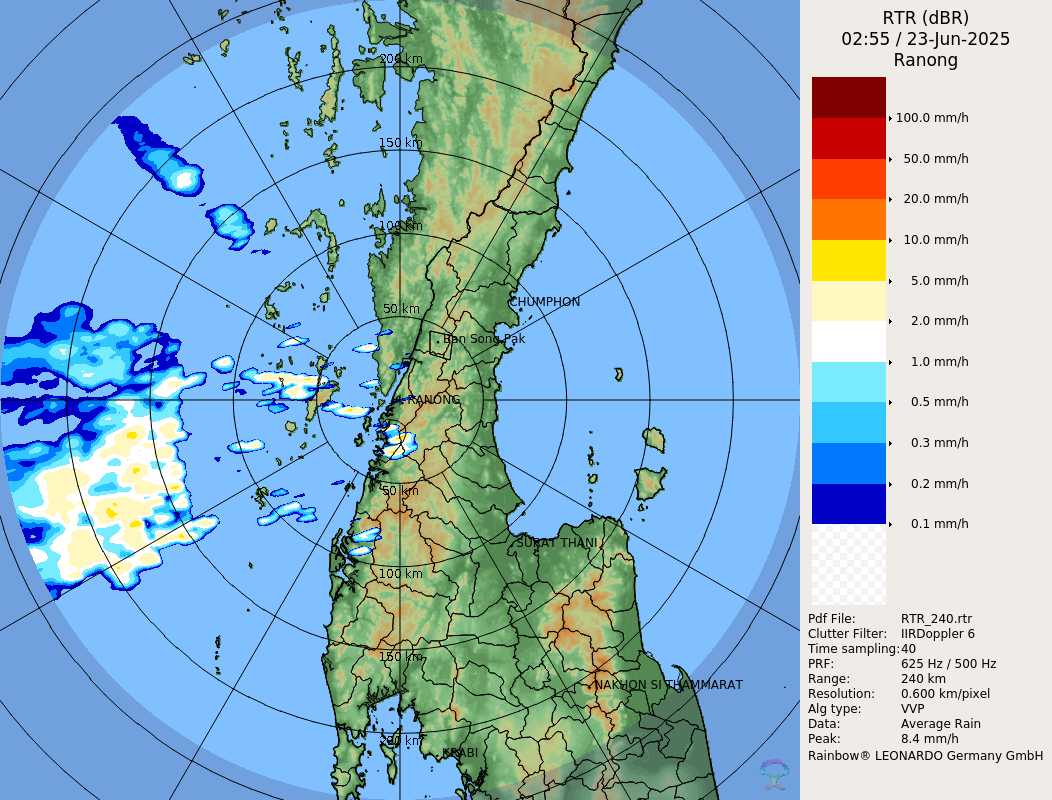 RTR (dBR)
02:55 / 23-Jun-2025
Ranong
100.0 mm/h
50.0 mm/h
20.0 mm/h
10.0 mm/h
5.0 mm/h
2.0 mm/h
1.0 mm/h
0.5 mm/h
0.3 mm/h
0.2 mm/h
0.1 mm/h
Pdf File: RTR_240.rtr
Clutter Filter: IIRDoppler 6
Time sampling:40
PRF: 625 Hz / 500 Hz
Range: 240 km
Resolution: 0.600 km/pixel
Alg type: VVP
Data: Average Rain
Peak: 8.4 mm/h
Rainbow® LEONARDO Germany GmbH
200 km
150 km
100 km
CHUMPHON
50 km
Ban Song Pak
RANONG
50 km
SURAT THANI
100 km
150 km
NAKHON SI THAMMARAT
200 km
KRABI